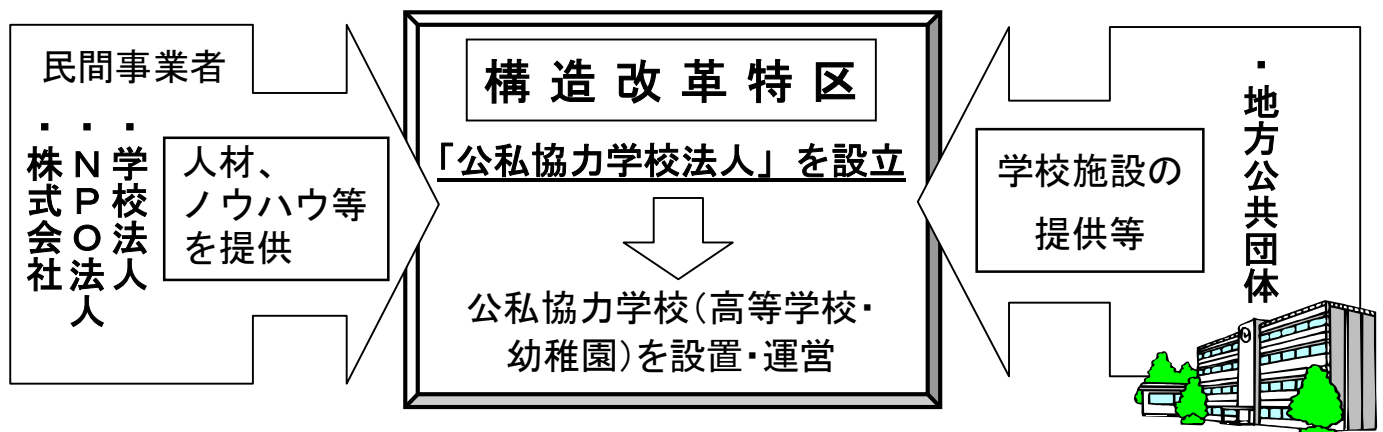 民間事業者
・学校法人
・NPO法人
・株式会社
人材、
ノウハウ等
を提供
構造改革特区
「公私協力学校法人」を設立
公私協力学校(高等学校・
幼稚園)を設置・運営
学校施設の
提供等
・地方公共団体